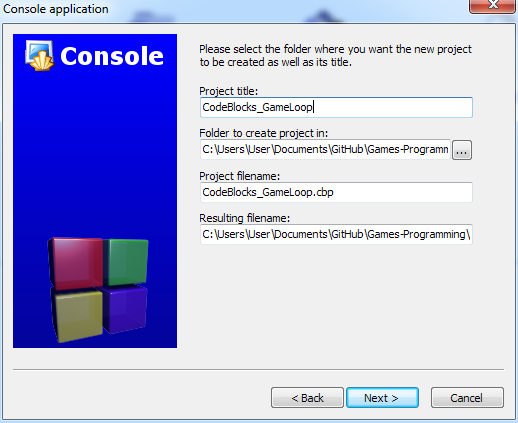 Console application
Console
Please select the folder where you want the new project
to be created as well as its title.
Project title:
CodeBlocks_GameLoop
Folder to create project in:
C:\Users\User\Documents\GitHub\Games-Programm
...
Project filename:
CodeBlocks_GameLoop.cbp
Resulting filename:
C:\Users\User\Documents\GitHub\Games-Programming\
< Back
Next >
Cancel